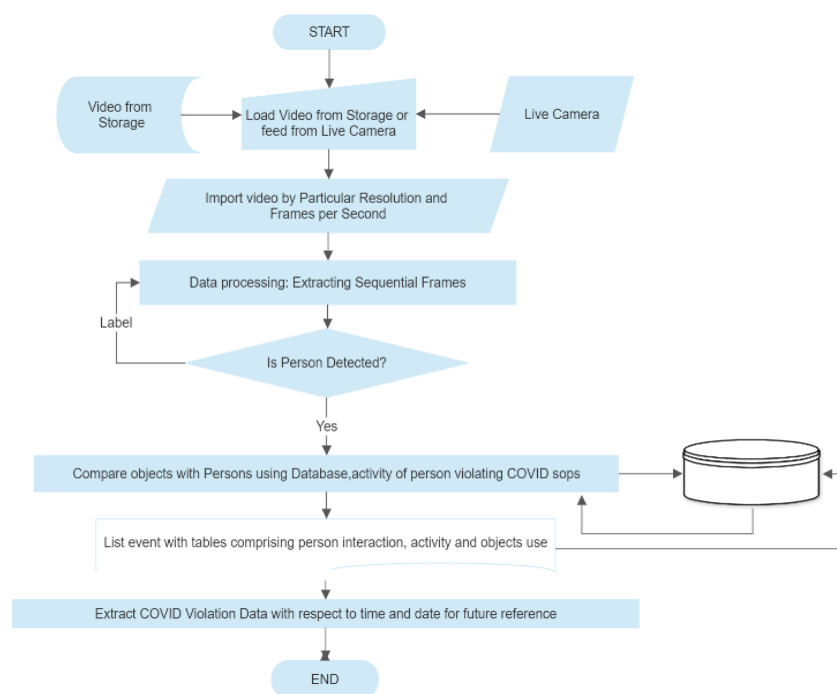 START
Video from
Storage
Load Video from Storage or
feed from Live Camera
Live Camera
Import video by Particular Resolution and
Frames per Second
Data processing: Extracting Sequential Frames
Label
Is Person Detected?
Yes
Compare objects with Persons using Database,activity of person violating COVID sops
List event with tables comprising person interaction, activity and objects use
Extract COVID Violation Data with respect to time and date for future reference
END